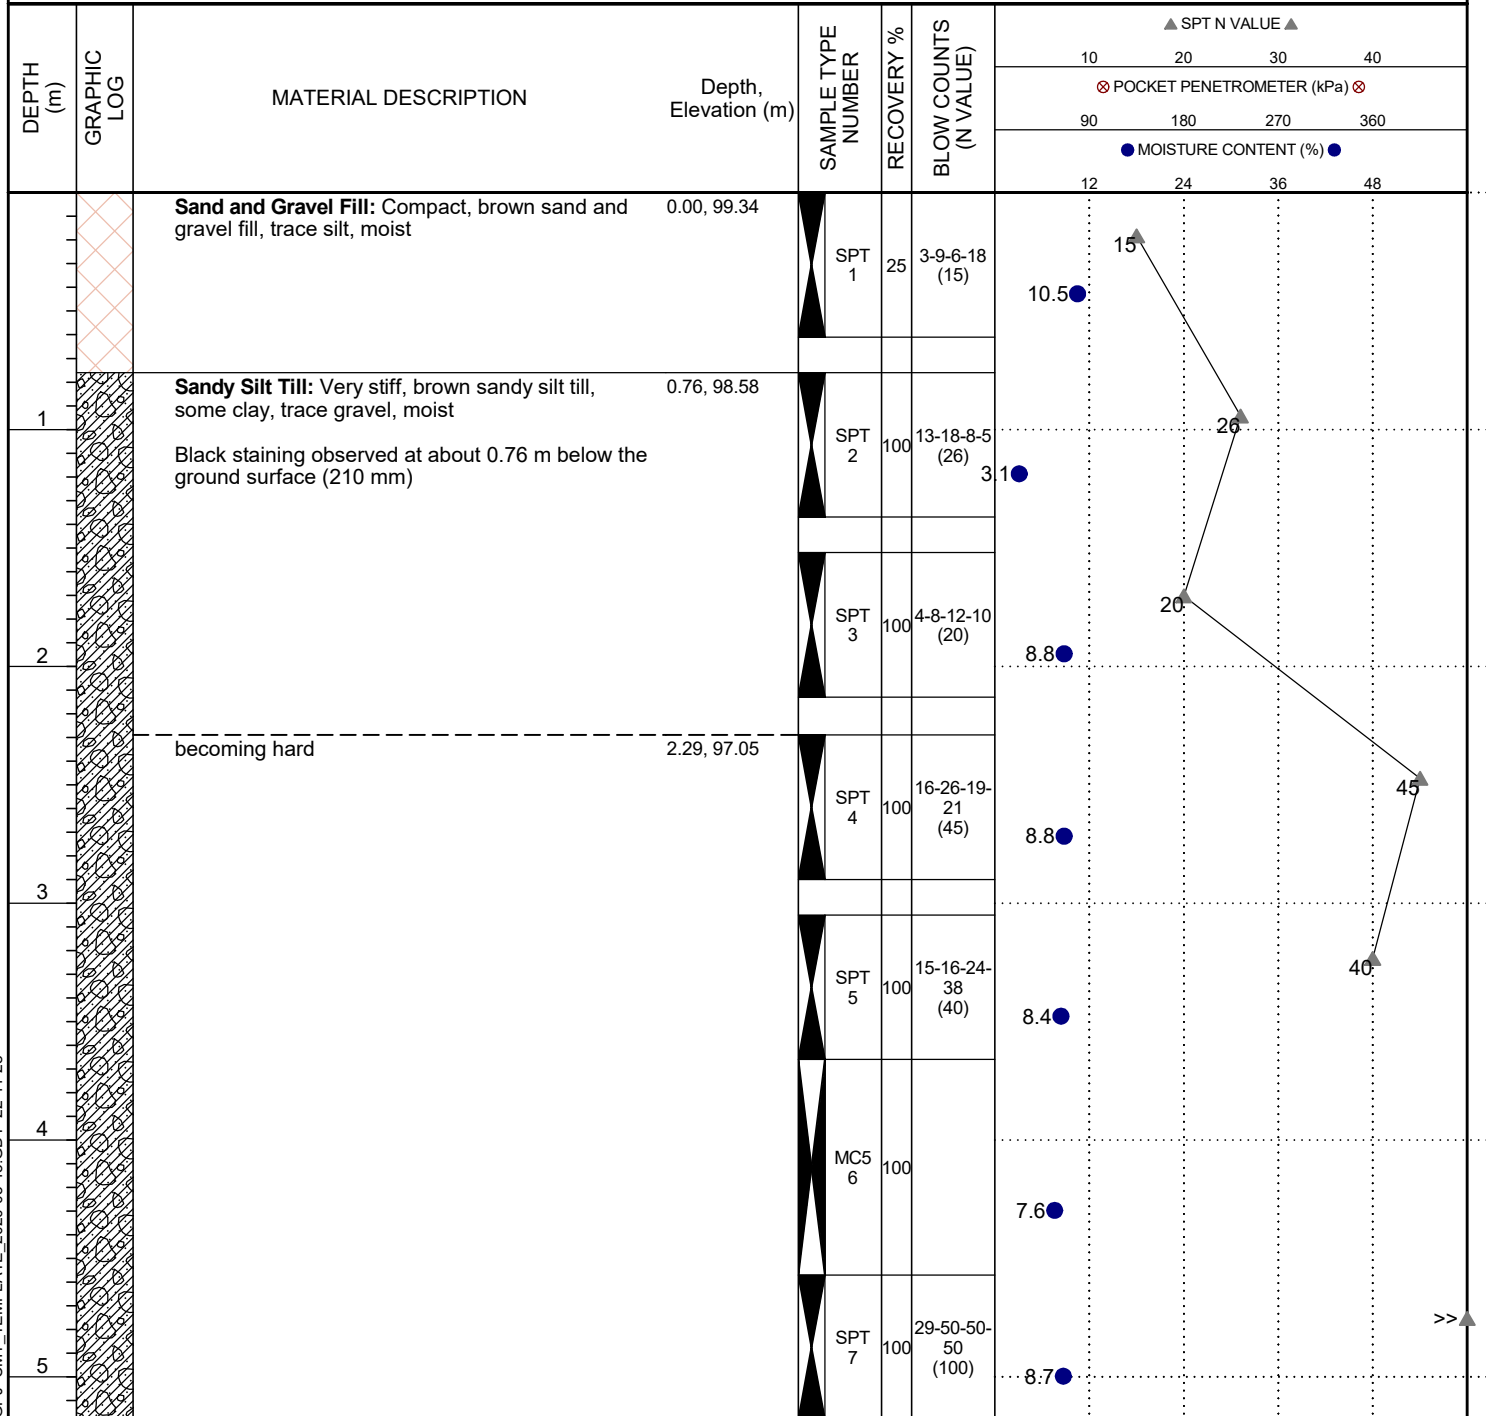 DEPTH
(m)
GRAPHIC
LOG
MATERIAL DESCRIPTION
Depth,
Elevation (m)
SAMPLE TYPE
NUMBER
RECOVERY %
BLOW COUNTS
(N VALUE)
SPT N VALUE
10 20 30 40
POCKET PENETROMETER (kPa)
90 180 270 360
MOISTURE CONTENT (%)
12 24 36 48
Sand and Gravel Fill: Compact, brown sand and
gravel fill, trace silt, moist
0.00, 99.34
SPT
1
25
3-9-6-18
(15)
15
10.5
Sandy Silt Till: Very stiff, brown sandy silt till,
some clay, trace gravel, moist
Black staining observed at about 0.76 m below the
ground surface (210 mm)
0.76, 98.58
1
SPT
2
100
13-18-8-5
(26)
26
3.1
SPT
3
100
4-8-12-10
(20)
20
8.8
2
becoming hard
2.29, 97.05
SPT
4
100
16-26-19-
21
(45)
45
8.8
3
SPT
5
100
15-16-24-
38
(40)
40
8.4
4
MC5
6
100
7.6
SPT
7
100
29-50-50-
50
(100)
>>
5
8.7